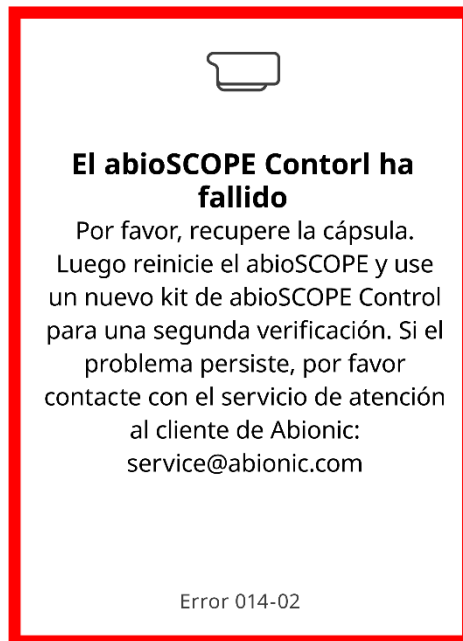 El abioSCOPE Contorl ha
fallido
Por favor, recupere la cápsula.
Luego reinicie el abioSCOPE y use
un nuevo kit de abioSCOPE Control
para una segunda verificación. Si el
problema persiste, por favor
contacte con el servicio de atención
al cliente de Abionic:
service@abionic.com
Error 014-02